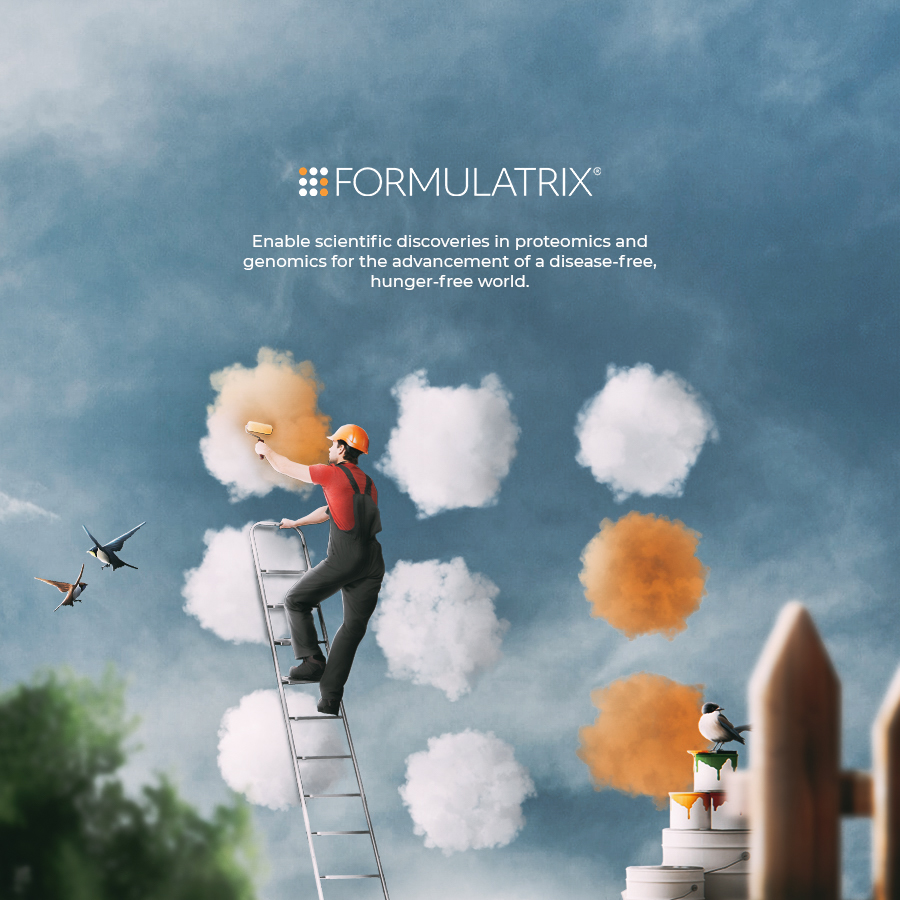 FORMULATRIX®
Enable scientific discoveries in proteomics and
genomics for the advancement of a disease-free,
hunger-free world.